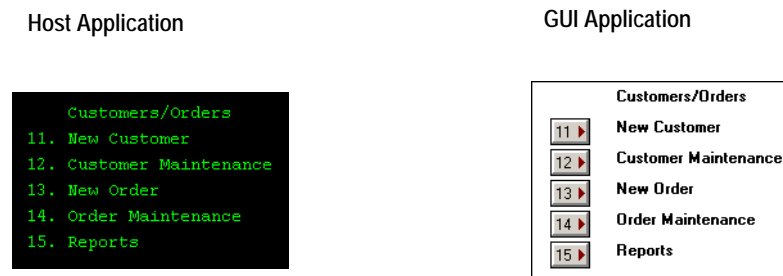 Host Application
Customers/Orders
11. New Customer
12. Customer Maintenance
13. New Order
14. Order Maintenance
15. Reports
GUI Application
Customers/Orders
11 New Customer
12 Customer Maintenance
13 New Order
14 Order Maintenance
15 Reports